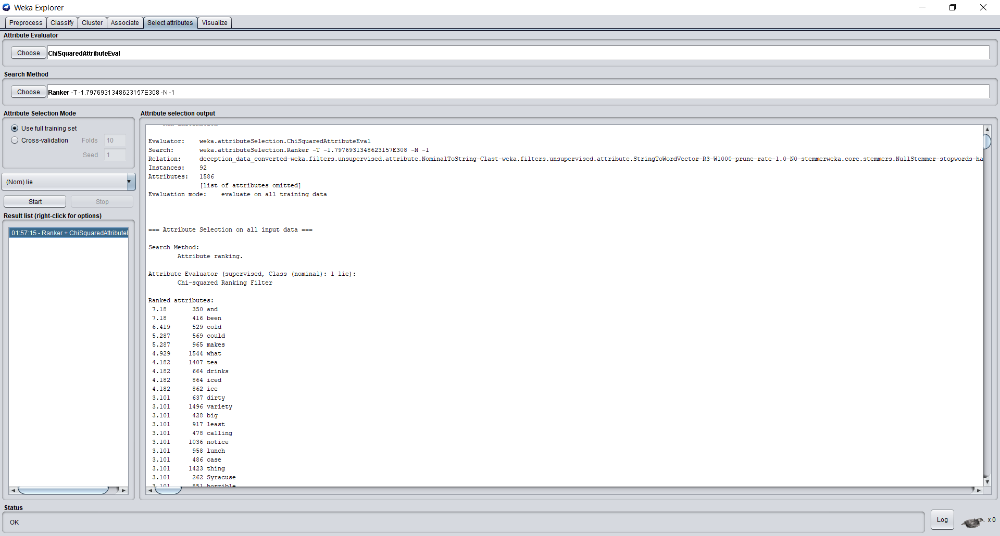 Weka Explorer
Preprocess Classify Cluster Associate Select attributes Visualize
Attribute Evaluator
Choose ChiSquaredAttributeEval
Search Method
Choose Ranker -T -1.7976931348623157E308 -N -1
Attribute Selection Mode
Use full training set
Cross-validation Folds 10
Seed 1
(Nom) lie
Start Stop
Result list (right-click for options)
01:57:15 - Ranker + ChiSquaredAttributeE
Attribute selection output
Evaluator: weka.attributeSelection.ChiSquaredAttributeEval
Search: weka.attributeSelection.Ranker -T -1.7976931348623157E308 -N -1
Relation: deception_data_converted-weka.filters.unsupervised.attribute.NominalToString-Clast-weka.filters.unsupervised.attribute.StringToWordVector-R3-W1000-prune-rate-1.0-N0-stemmerweka.core.stemmers.NullStemmer-stopwords-ha
Instances: 92
Attributes: 1586
[list of attributes omitted]
Evaluation mode: evaluate on all training data
=== Attribute Selection on all input data ===
Search Method:
Attribute ranking.
Attribute Evaluator (supervised, Class (nominal): 1 lie):
Chi-squared Ranking Filter
Ranked attributes:
7.18 350 and
7.18 416 been
6.419 529 cold
5.287 569 could
5.287 965 makes
4.929 1544 what
4.182 1407 tea
4.182 664 drinks
4.182 864 iced
4.182 862 ice
3.101 637 dirty
3.101 1496 variety
3.101 428 big
3.101 917 least
3.101 478 calling
3.101 1036 notice
3.101 958 lunch
3.101 486 case
3.101 1423 thing
3.101 262 Syracuse
3.101 851 horrible
Status
OK
Log x 0